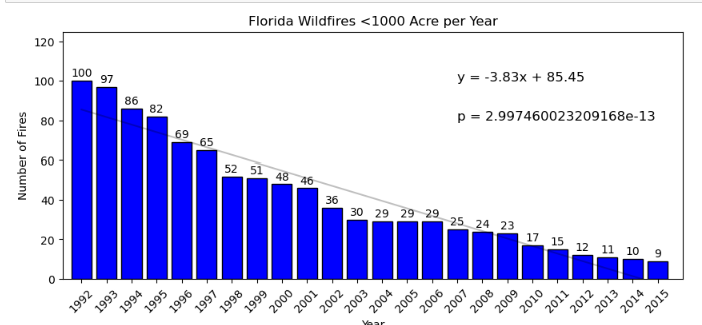 Florida Wildfires <1000 Acre per Year
120
100
80
60
40
20
0
Number of Fires
y = -3.83x + 85.45
p = 2.997460023209168e-13
100 97 86 82 69 65 52 51 48 46 36 30 29 29 29 25 24 23 17 15 12 11 10 9
1992 1993 1994 1995 1996 1997 1998 1999 2000 2001 2002 2003 2004 2005 2006 2007 2008 2009 2010 2011 2012 2013 2014 2015
Year